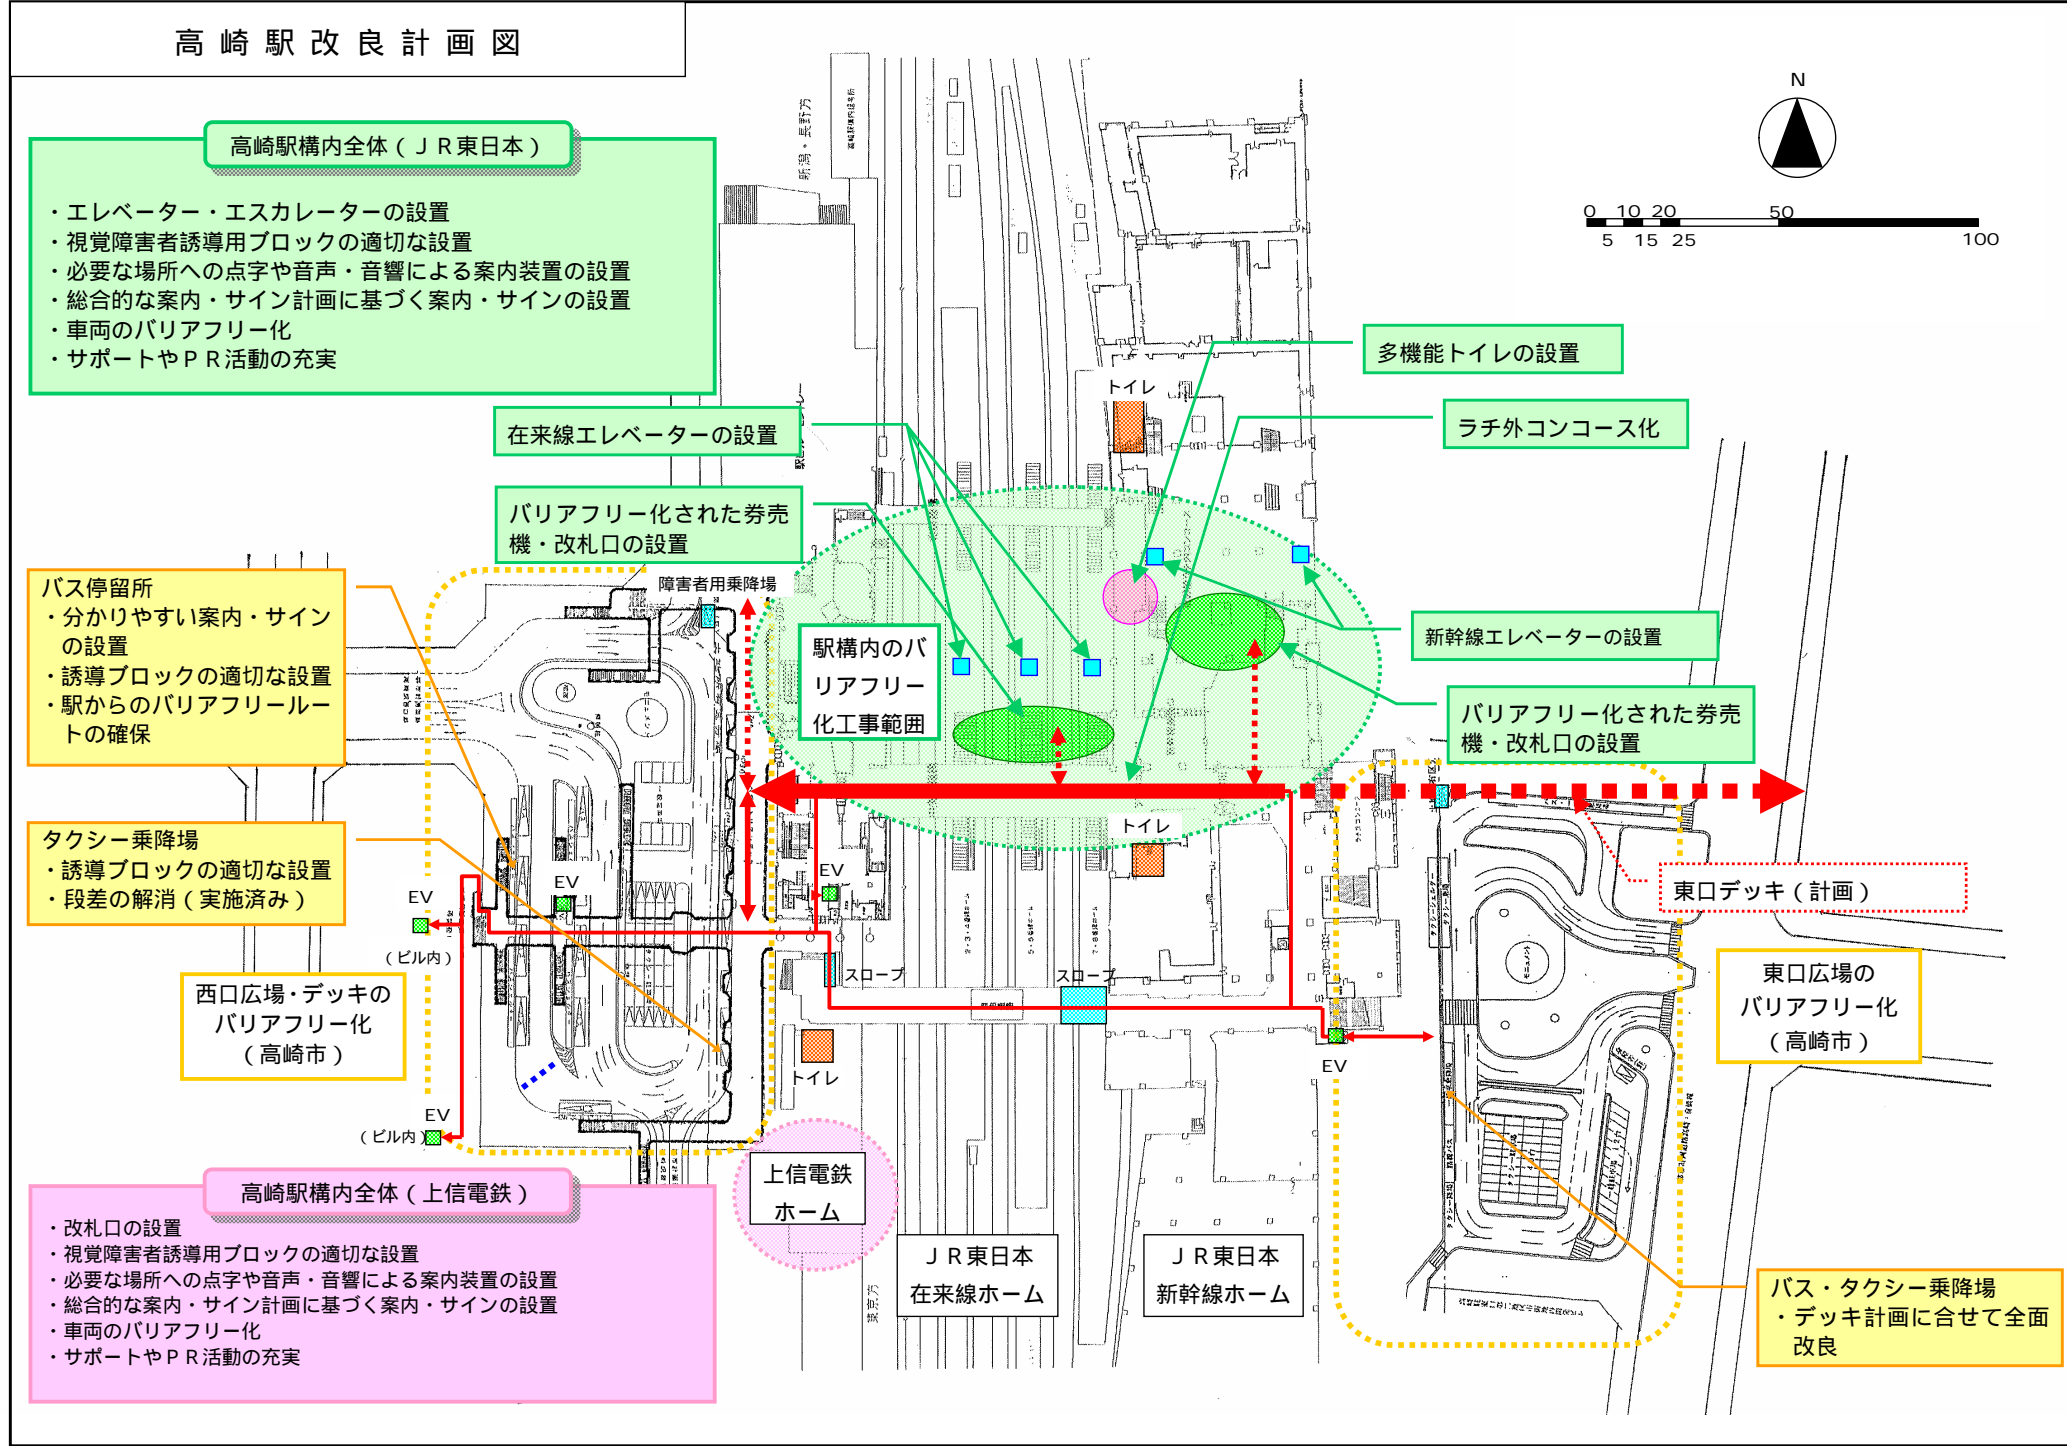 高崎駅改良計画図
N
0 10 20 50
5 15 25 100
高崎駅構内全体(JR東日本)
・エレベーター・エスカレーターの設置
・視覚障害者誘導用ブロックの適切な設置
・必要な場所への点字や音声・音響による案内装置の設置
・総合的な案内・サイン計画に基づく案内・サインの設置
・車両のバリアフリー化
・サポートやPR活動の充実
新潟・長野方
多機能トイレの設置
トイレ
ラチ外コンコース化
在来線エレベーターの設置
バリアフリー化された券売
機・改札口の設置
障害者用乗降場
バス停留所
・分かりやすい案内・サイン
の設置
・誘導ブロックの適切な設置
・駅からのバリアフリールー
トの確保
駅構内のバ
リアフリー
化工事範囲
新幹線エレベーターの設置
バリアフリー化された券売
機・改札口の設置
モニュメント
タクシー乗降場
・誘導ブロックの適切な設置
・段差の解消(実施済み)
トイレ
東口デッキ(計画)
EV
EV
EV
(ビル内)
スロープ
スロープ
モニュメント
西口広場・デッキの
バリアフリー化
(高崎市)
東口広場の
バリアフリー化
(高崎市)
トイレ
EV
EV
(ビル内)
上信電鉄
ホーム
高崎駅構内全体(上信電鉄)
・改札口の設置
・視覚障害者誘導用ブロックの適切な設置
・必要な場所への点字や音声・音響による案内装置の設置
・総合的な案内・サイン計画に基づく案内・サインの設置
・車両のバリアフリー化
・サポートやPR活動の充実
東京方
JR東日本
在来線ホーム
JR東日本
新幹線ホーム
バス・タクシー乗降場
・デッキ計画に合せて全面
改良